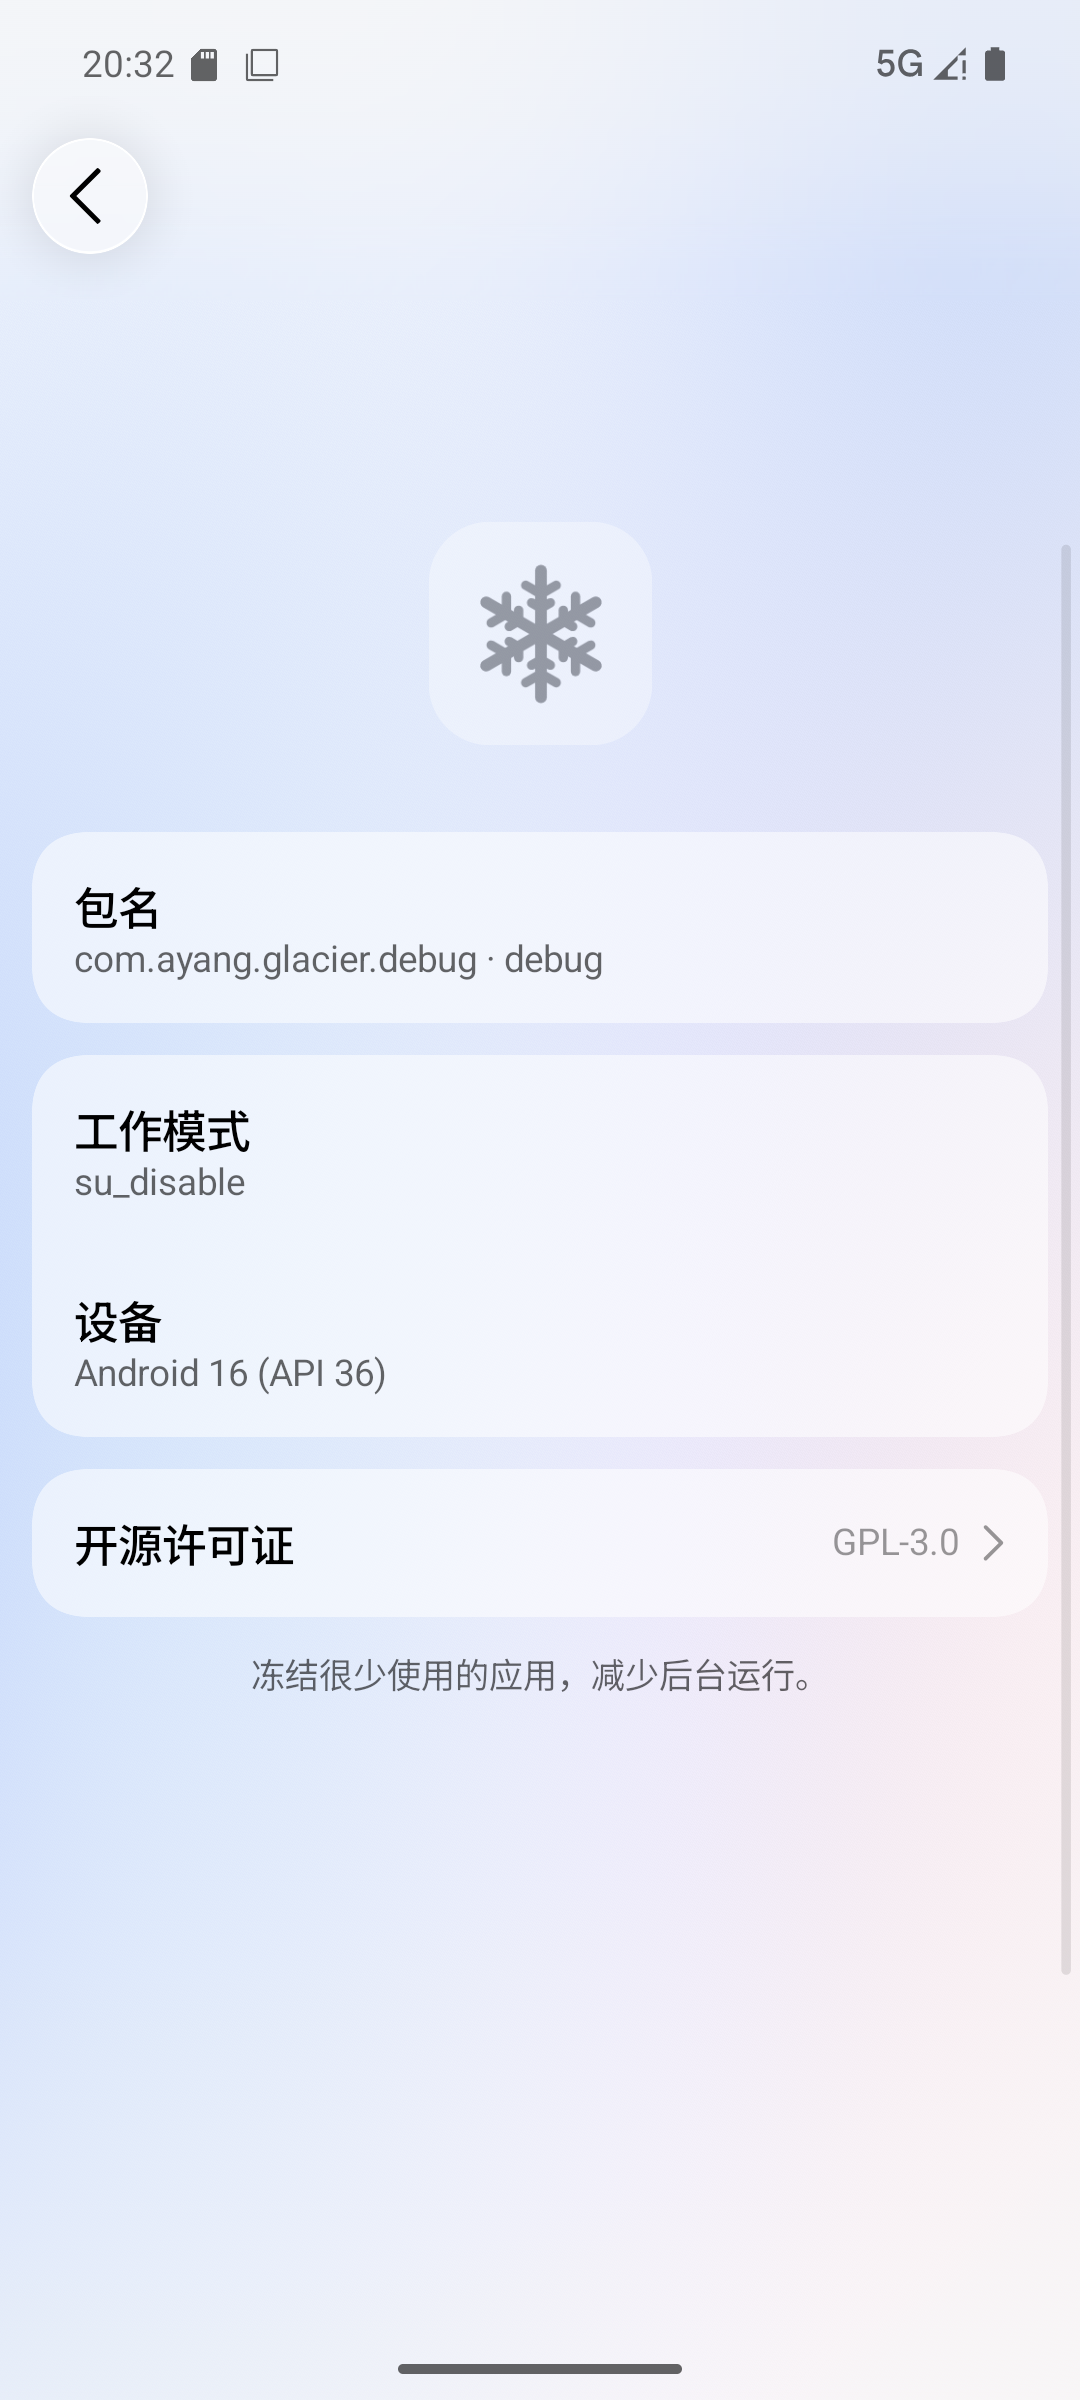 20:32
5G
包名
com.ayang.glacier.debug · debug
工作模式
su_disable
设备
Android 16 (API 36)
开源许可证
GPL-3.0
冻结很少使用的应用，减少后台运行。